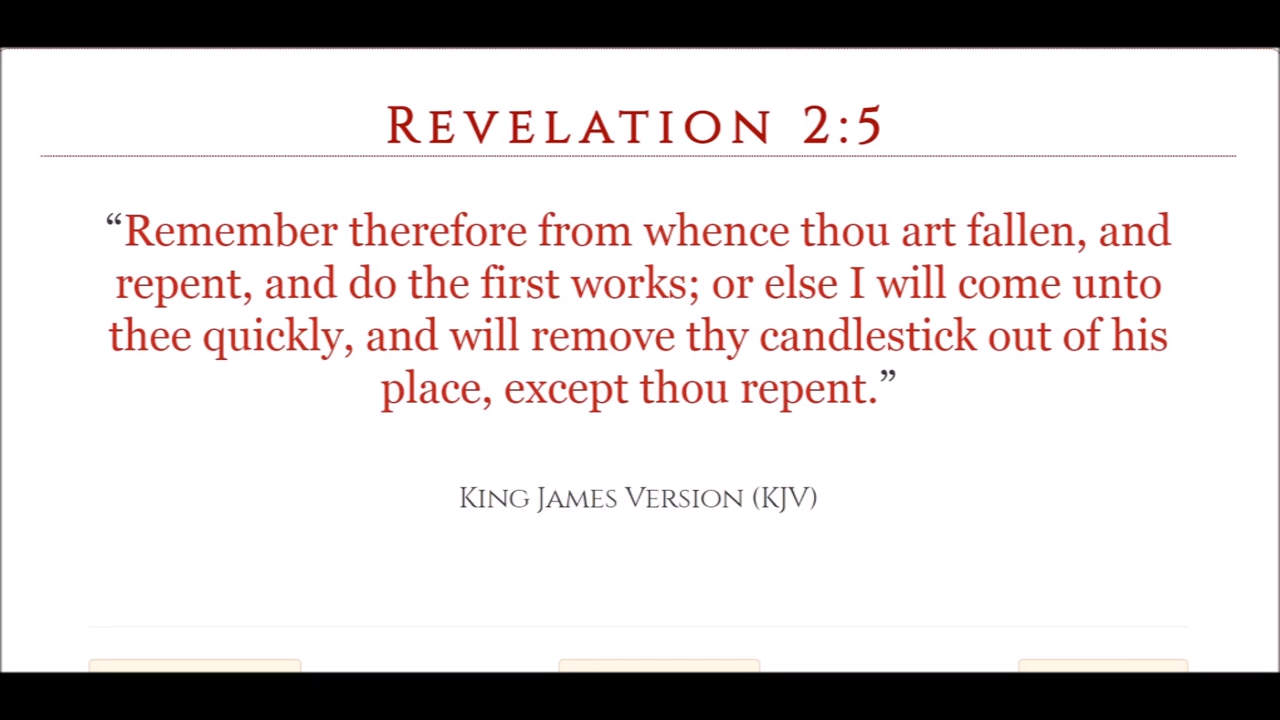 Revelation 2:5
“Remember therefore from whence thou art fallen, and
repent, and do the first works; or else I will come unto
thee quickly, and will remove thy candlestick out of his
place, except thou repent.”
King James Version (KJV)